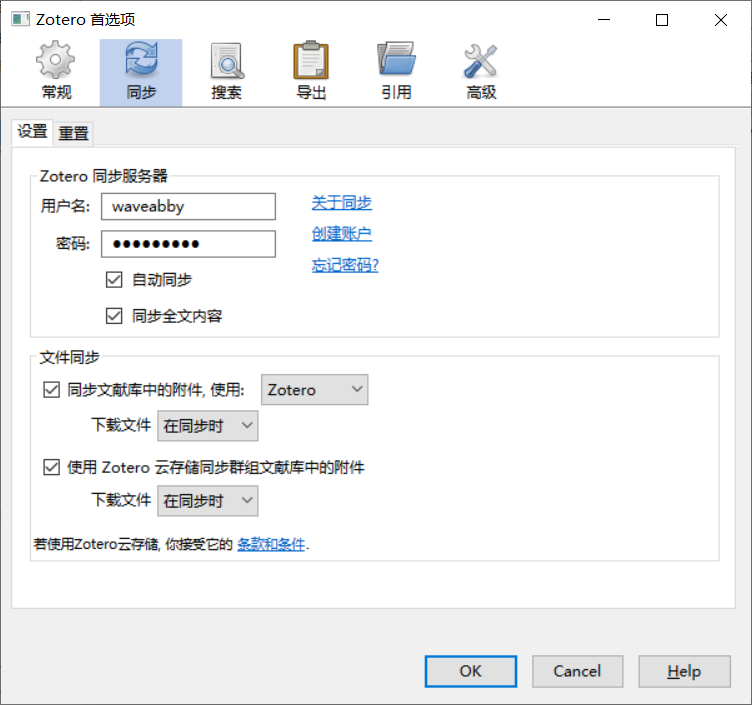 Zotero 首选项
常规 同步 搜索 导出 引用 高级
设置 重置
Zotero 同步服务器
用户名: waveabby 关于同步
密码: ●●●●●●●●● 创建账户
忘记密码?
自动同步
同步全文内容
文件同步
同步文献库中的附件, 使用: Zotero
下载文件 在同步时
使用 Zotero 云存储同步群组文献库中的附件
下载文件 在同步时
若使用Zotero云存储, 你接受它的 条款和条件.
OK Cancel Help